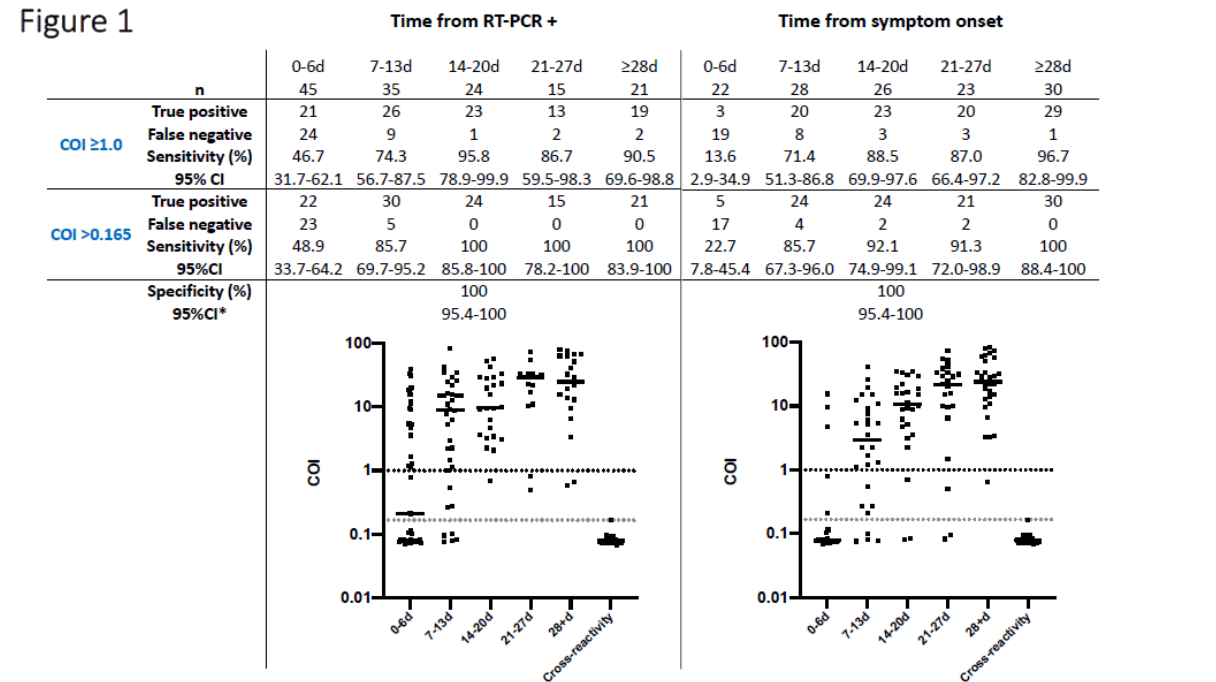 Figure 1
Time from RT-PCR + Time from symptom onset
0-6d 7-13d 14-20d 21-27d ≥28d 0-6d 7-13d 14-20d 21-27d ≥28d
n 45 35 24 15 21 22 28 26 23 30
True positive 21 26 23 13 19 3 20 23 20 29
COI ≥1.0
False negative 24 9 1 2 2 19 8 3 3 1
Sensitivity (%) 46.7 74.3 95.8 86.7 90.5 13.6 71.4 88.5 87.0 96.7
95% CI 31.7-62.1 56.7-87.5 78.9-99.9 59.5-98.3 69.6-98.8 2.9-34.9 51.3-86.8 69.9-97.6 66.4-97.2 82.8-99.9
True positive 22 30 24 15 21 5 24 24 21 30
COI >0.165
False negative 23 5 0 0 0 17 4 2 2 0
Sensitivity (%) 48.9 85.7 100 100 100 22.7 85.7 92.1 91.3 100
95%CI 33.7-64.2 69.7-95.2 85.8-100 78.2-100 83.9-100 7.8-45.4 67.3-96.0 74.9-99.1 72.0-98.9 88.4-100
Specificity (%) 100 100
95%CI* 95.4-100 95.4-100
100
10
1
0.1
0.01
COI
0-6d
7-13d
14-20d
21-27d
28+d
Cross-reactivity
100
10
1
0.1
0.01
COI
0-6d
7-13d
14-20d
21-27d
28+d
Cross-reactivity